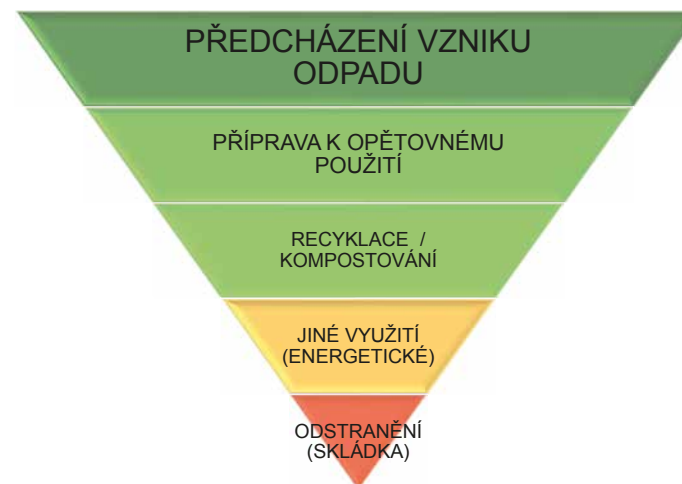 PŘEDCHÁZENÍ VZNIKU
ODPADU
PŘÍPRAVA K OPĚTOVNÉMU
POUŽITÍ
RECYKLACE /
KOMPOSTOVÁNÍ
JINÉ VYUŽITÍ
(ENERGETICKÉ)
ODSTRANĚNÍ
(SKLÁDKA)